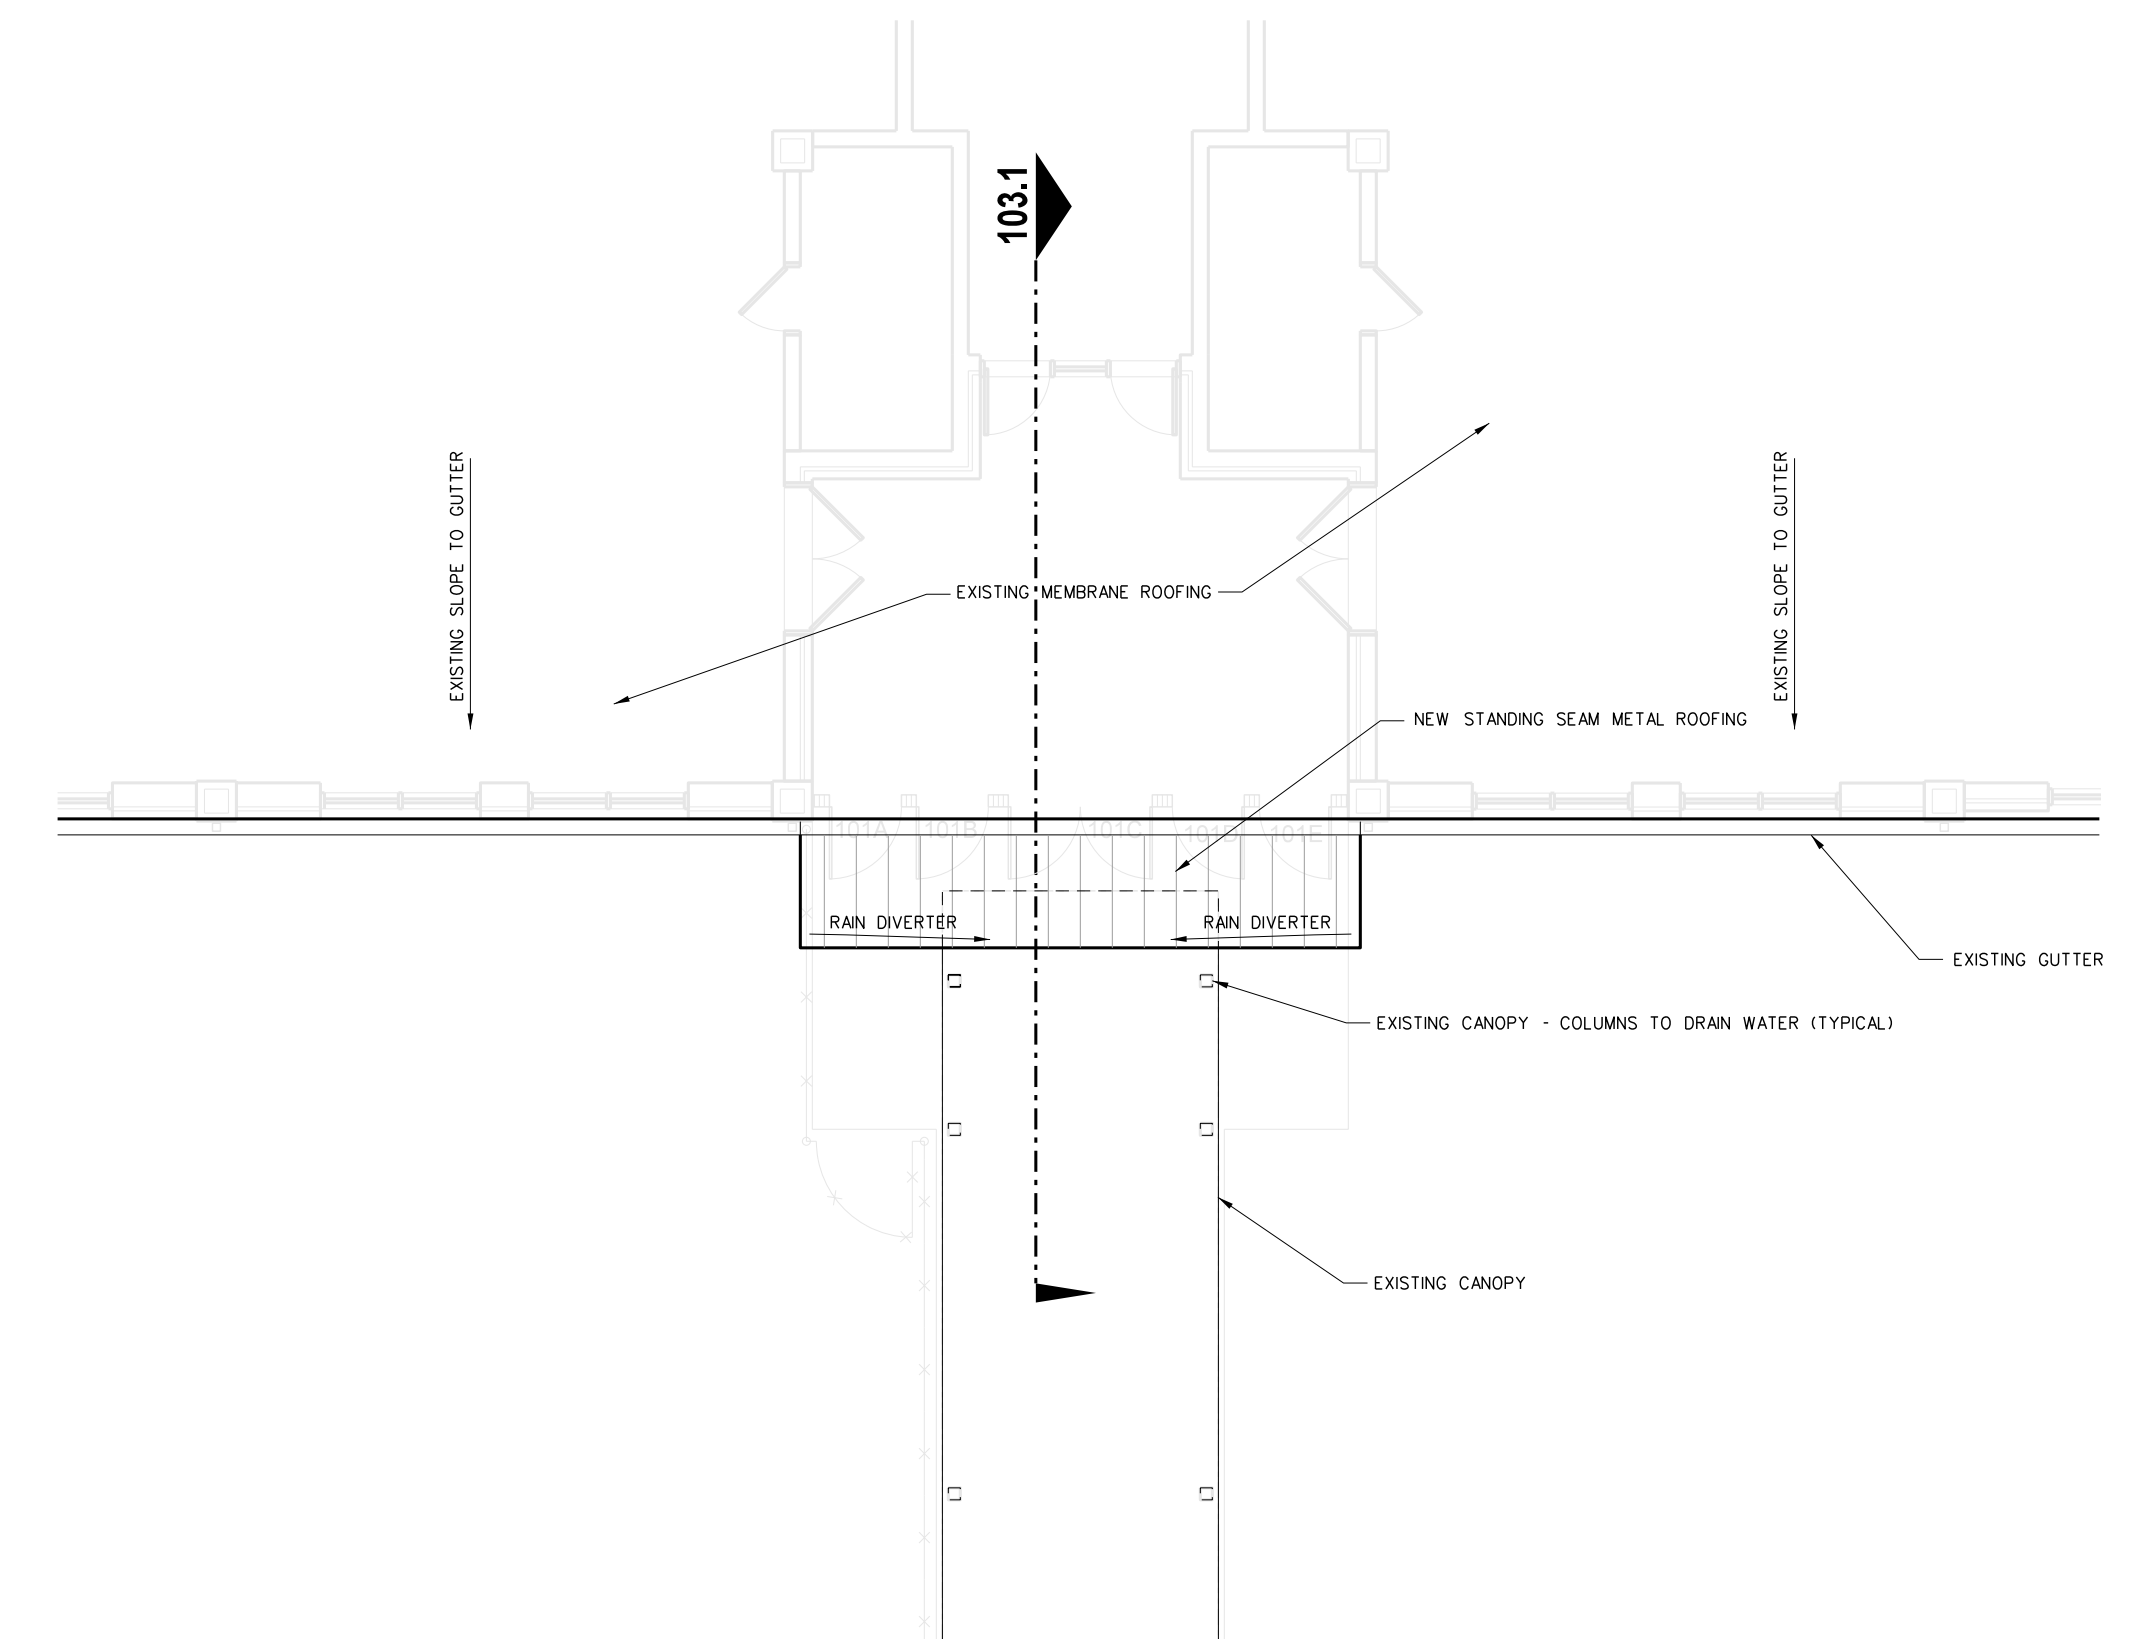 103.1
EXISTING SLOPE TO GUTTER
EXISTING SLOPE TO GUTTER
EXISTING MEMBRANE ROOFING
NEW STANDING SEAM METAL ROOFING
101A
101B
101C
101D
101E
RAIN DIVERTER
RAIN DIVERTER
EXISTING GUTTER
EXISTING CANOPY - COLUMNS TO DRAIN WATER (TYPICAL)
EXISTING CANOPY